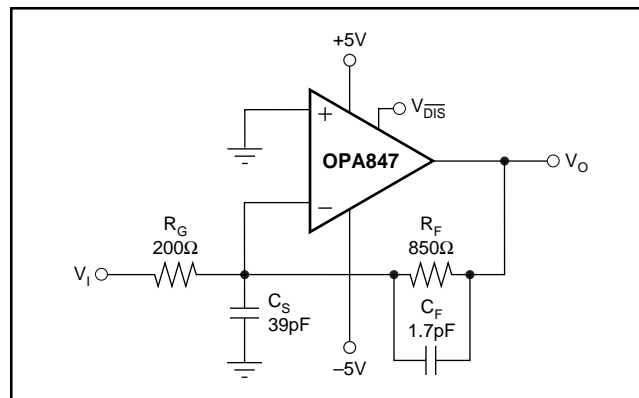 +5V
V_DIS
+
OPA847
V_O
−
R_G
200Ω
R_F
850Ω
V_I
C_S
39pF
C_F
1.7pF
−5V